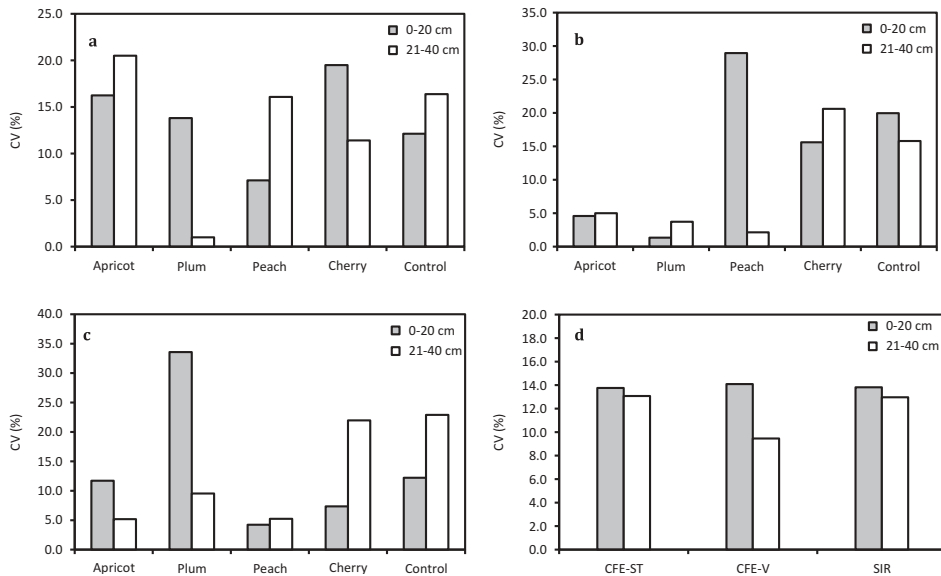 a
0-20 cm
21-40 cm
CV (%)
25.0
20.0
15.0
10.0
5.0
0.0
Apricot Plum Peach Cherry Control
b
0-20 cm
21-40 cm
CV (%)
35.0
30.0
25.0
20.0
15.0
10.0
5.0
0.0
Apricot Plum Peach Cherry Control
c
0-20 cm
21-40 cm
CV (%)
40.0
35.0
30.0
25.0
20.0
15.0
10.0
5.0
0.0
Apricot Plum Peach Cherry Control
d
0-20 cm
21-40 cm
CV (%)
20.0
18.0
16.0
14.0
12.0
10.0
8.0
6.0
4.0
2.0
0.0
CFE-ST CFE-V SIR